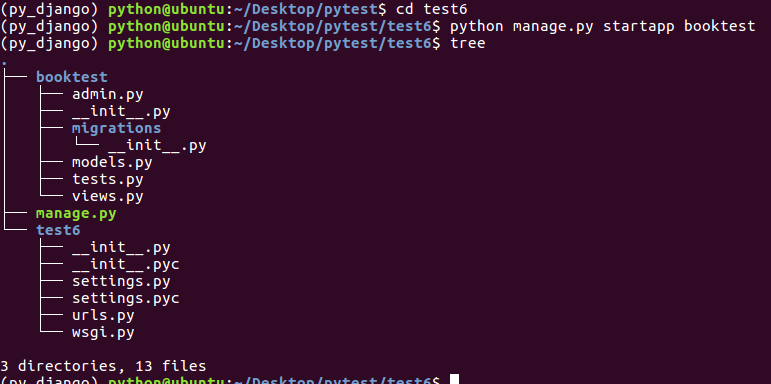 (py_django) python@ubuntu:~/Desktop/pytest$ cd test6
(py_django) python@ubuntu:~/Desktop/pytest/test6$ python manage.py startapp booktest
(py_django) python@ubuntu:~/Desktop/pytest/test6$ tree
.
├── booktest
│   ├── admin.py
│   ├── __init__.py
│   ├── migrations
│   │   └── __init__.py
│   ├── models.py
│   ├── tests.py
│   └── views.py
├── manage.py
└── test6
    ├── __init__.py
    ├── __init__.pyc
    ├── settings.py
    ├── settings.pyc
    ├── urls.py
    └── wsgi.py

3 directories, 13 files
(py_django) python@ubuntu:~/Desktop/pytest/test6$